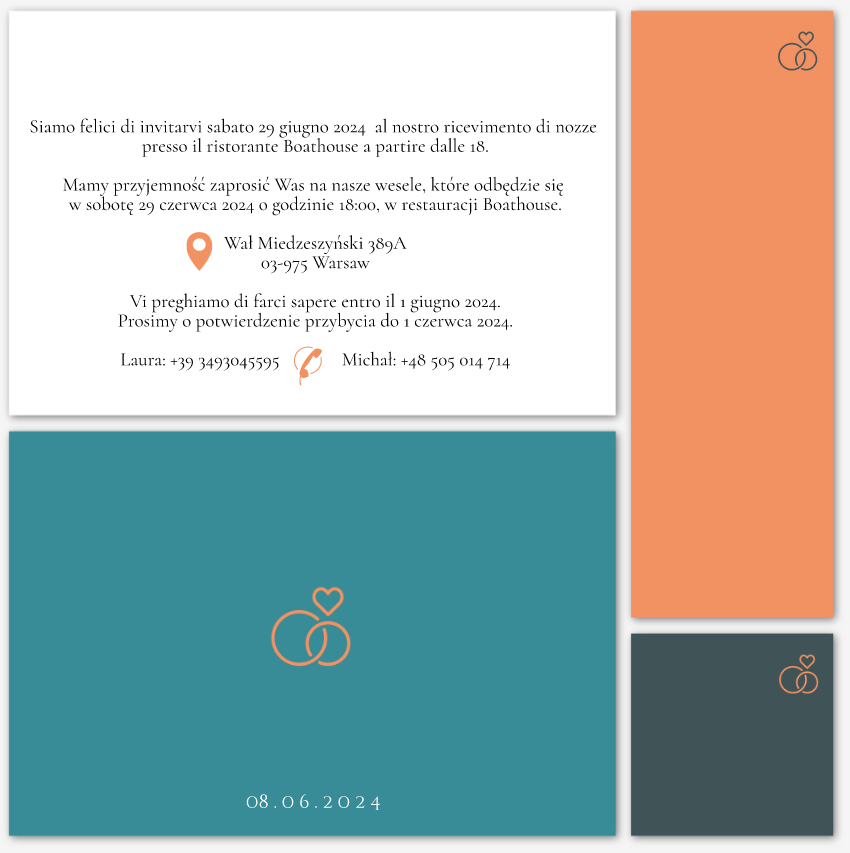 Siamo felici di invitarvi sabato 29 giugno 2024 al nostro ricevimento di nozze
presso il ristorante Boathouse a partire dalle 18.
Mamy przyjemność zaprosić Was na nasze wesele, które odbędzie się
w sobotę 29 czerwca 2024 o godzinie 18:00, w restauracji Boathouse.
Wał Miedzeszyński 389A
03-975 Warsaw
Vi preghiamo di farci sapere entro il 1 giugno 2024.
Prosimy o potwierdzenie przybycia do 1 czerwca 2024.
Laura: +39 3493045595 Michał: +48 505 014 714
08.06.2024